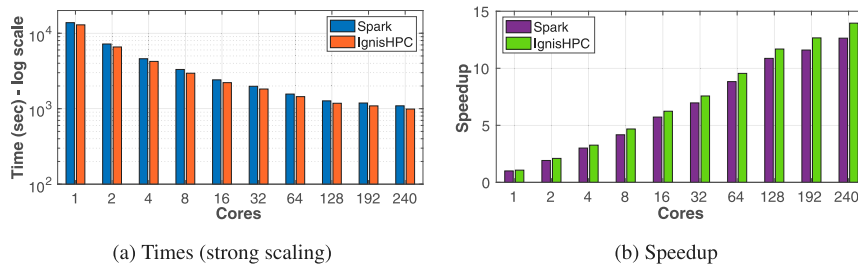 10^4
10^3
10^2
Time (sec) - log scale
Spark
IgnisHPC
1 2 4 8 16 32 64 128 192 240
Cores
(a) Times (strong scaling)
15
10
5
0
Speedup
Spark
IgnisHPC
1 2 4 8 16 32 64 128 192 240
Cores
(b) Speedup